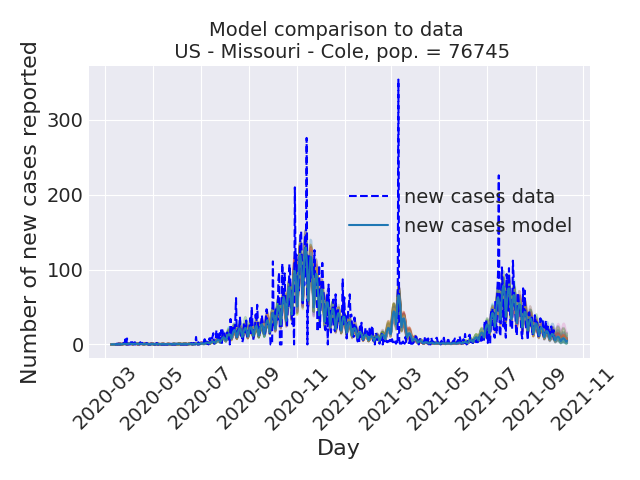 Model comparison to data
US - Missouri - Cole, pop. = 76745
Number of new cases reported
300
200
100
0
new cases data
new cases model
2020-03
2020-05
2020-07
2020-09
2020-11
2021-01
2021-03
2021-05
2021-07
2021-09
2021-11
Day